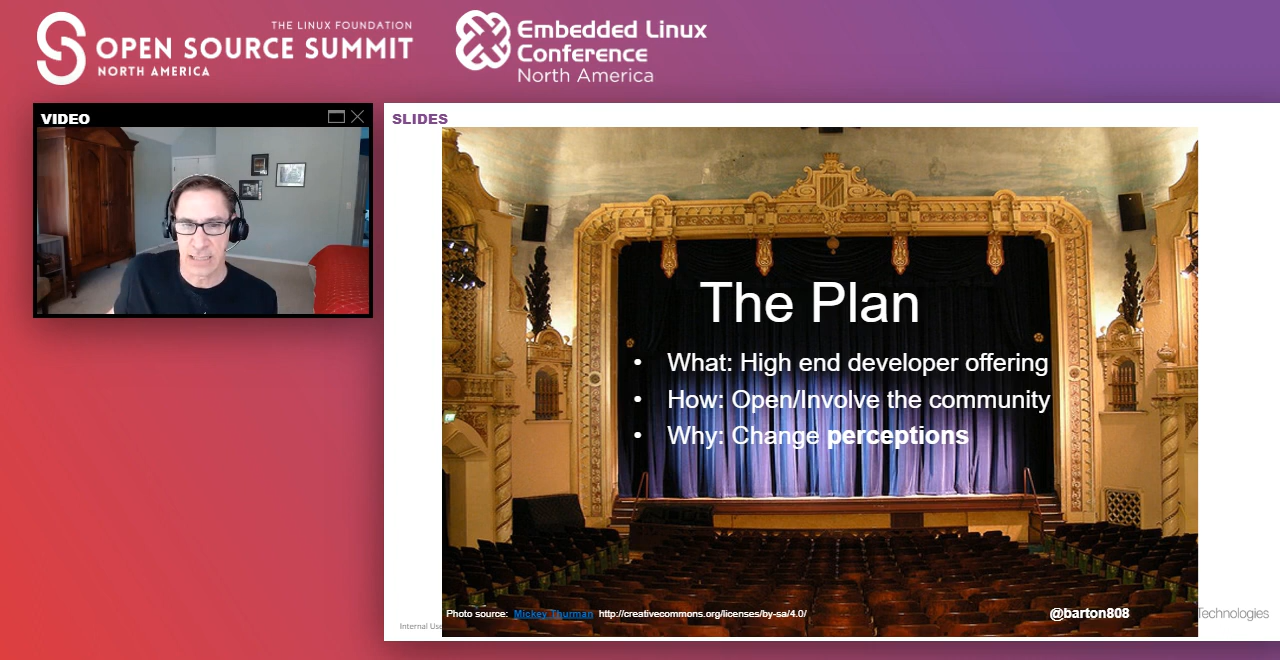 THE LINUX FOUNDATION
OPEN SOURCE SUMMIT
NORTH AMERICA
Embedded Linux
Conference
North America
VIDEO
SLIDES
The Plan
• What: High end developer offering
• How: Open/Involve the community
• Why: Change perceptions
Photo source: Mickey Thurman http://creativecommons.org/licenses/by-sa/4.0/
@barton808
Internal Use
Technologies